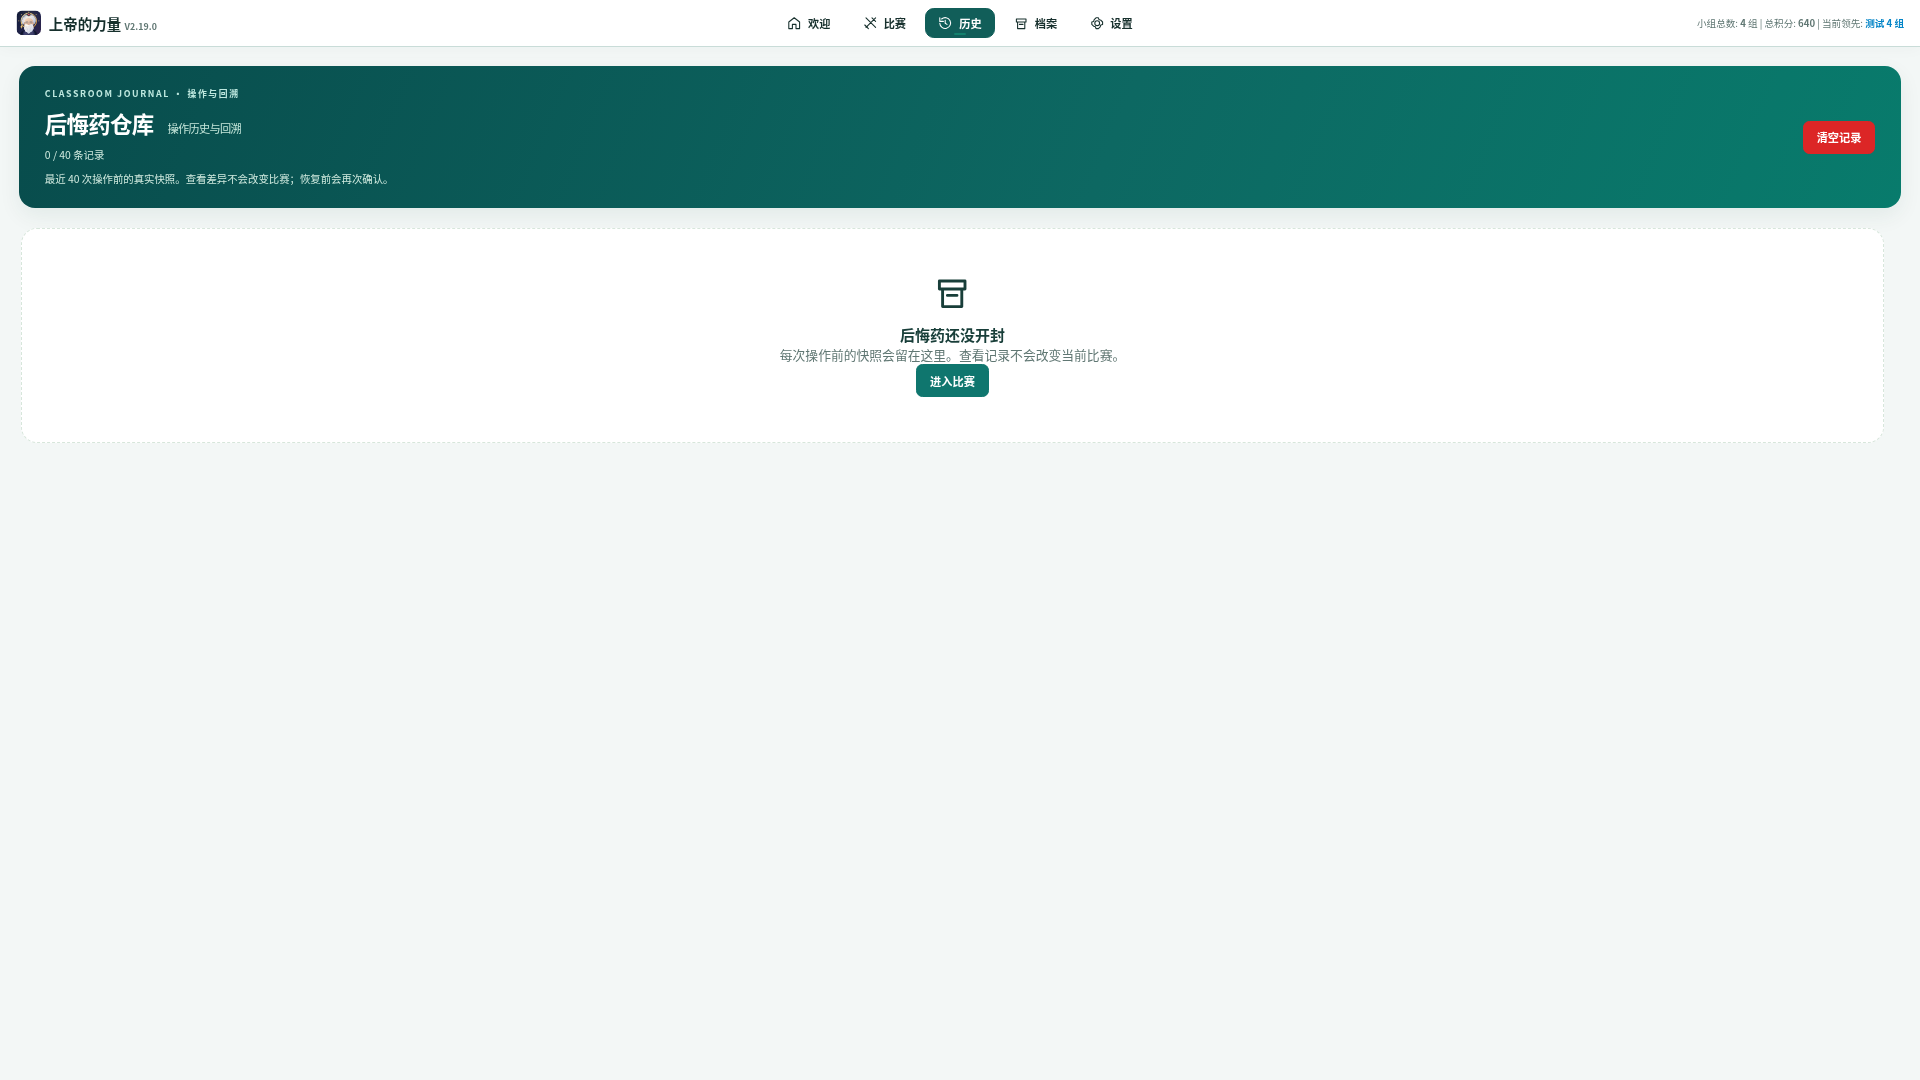 上帝的力量 V2.19.0
欢迎 比赛 历史 档案 设置
小组总数: 4 组 | 总积分: 640 | 当前领先: 测试 4 组
CLASSROOM JOURNAL · 操作与回溯
后悔药仓库 操作历史与回溯
0 / 40 条记录
最近 40 次操作前的真实快照。查看差异不会改变比赛；恢复前会再次确认。
清空记录
后悔药还没开封
每次操作前的快照会留在这里。查看记录不会改变当前比赛。
进入比赛